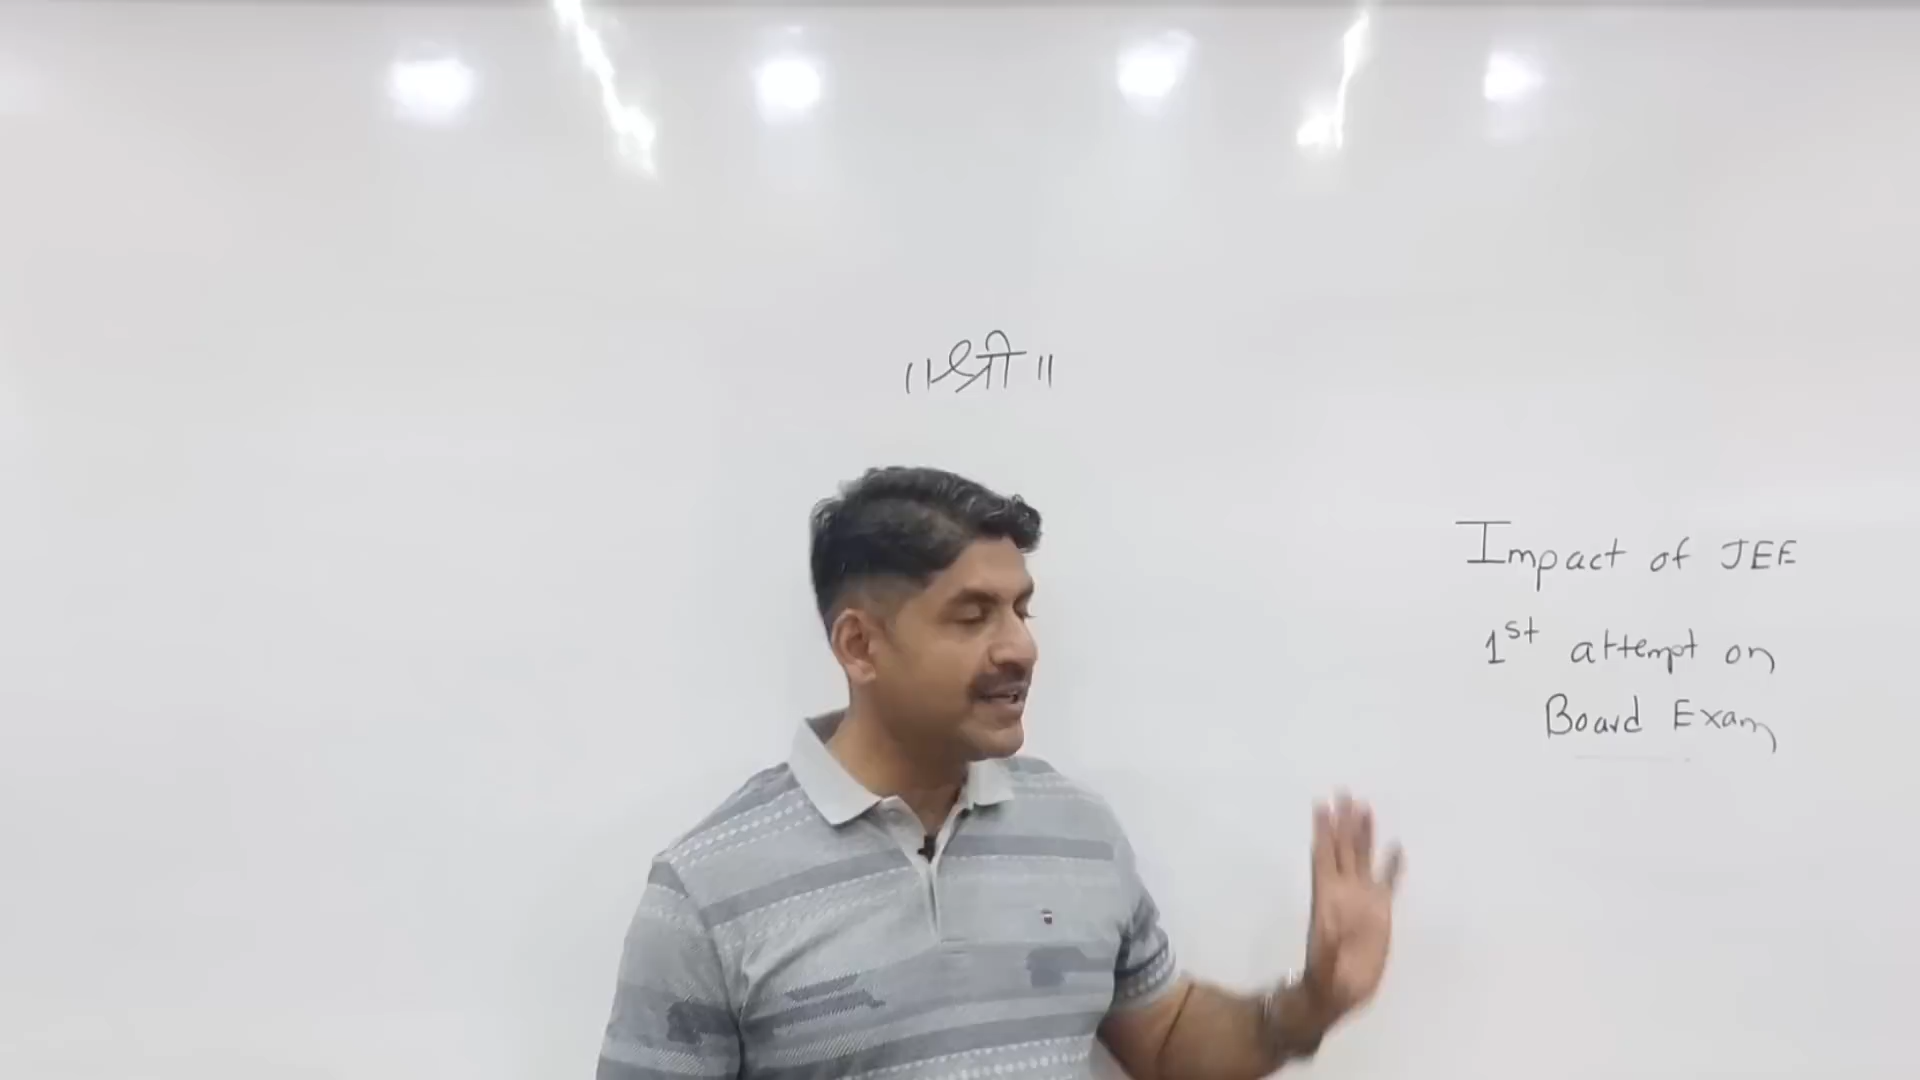 ॥श्री॥
Impact of JEE
1st attempt on
Board Exam